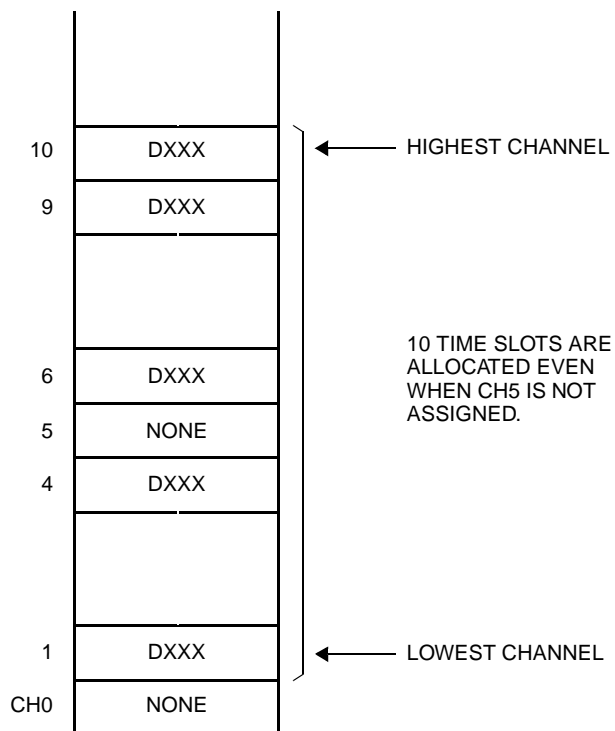 10 DXXX HIGHEST CHANNEL
9 DXXX
10 TIME SLOTS ARE
ALLOCATED EVEN
6 DXXX
WHEN CH5 IS NOT
ASSIGNED.
5 NONE
4 DXXX
1 DXXX LOWEST CHANNEL
CH0 NONE